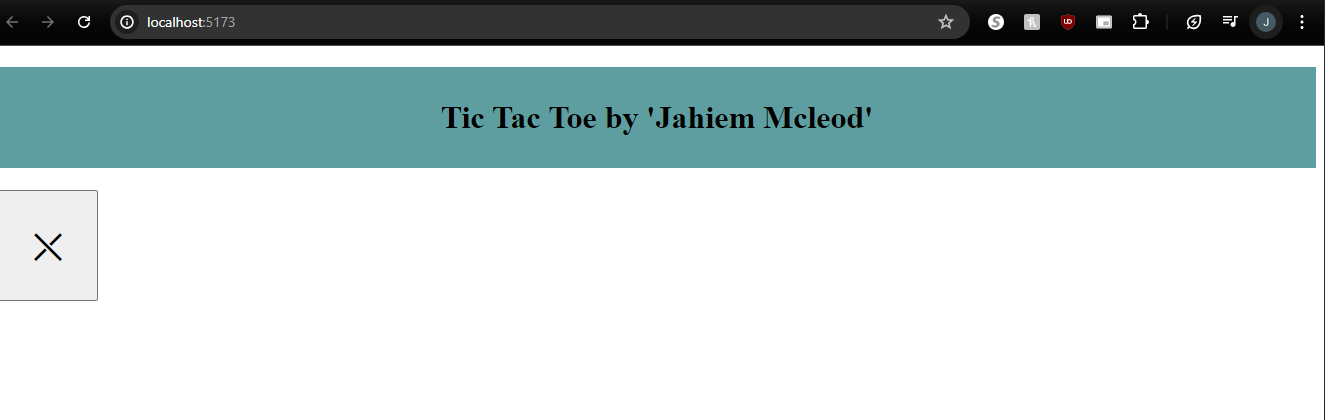 localhost:5173
J
Tic Tac Toe by 'Jahiem Mcleod'